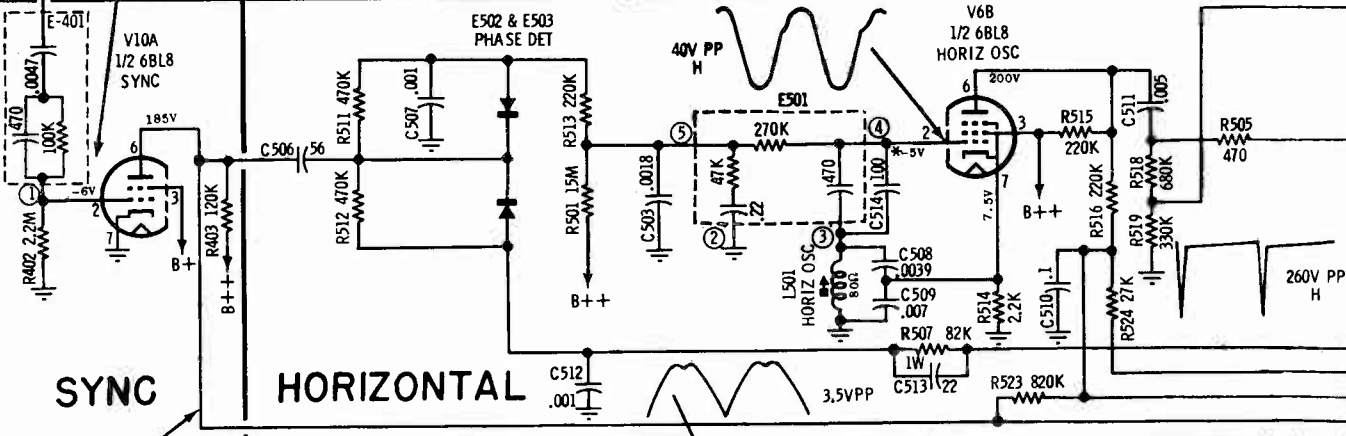 E-401
.0047
470
100K
1
-6V
R402 2.2M
V10A
1/2 6BL8
SYNC
185V
6
2
3
7
B+
R403 120K
B++
C506
56
E502 & E503
PHASE DET
R511 470K
C507 .001
R512 470K
R513 220K
R501 15M
B++
C503 .0018
5
E501
270K
47K
.22
2
470
4
C514 100
3
*-5V
40V PP
H
V6B
1/2 6BL8
HORIZ OSC
6
200V
2
3
7
7.5V
B++
R515
220K
C511 .005
R505
470
R518 680K
R516 220K
R519 330K
L501
HORIZ OSC
80Ω
C508
.0039
C509
.007
R514 2.2K
C510 .1
R524 27K
260V PP
H
R507 82K
1W
C513 22
C512
.001
3.5VPP
R523 820K
SYNC
HORIZONTAL